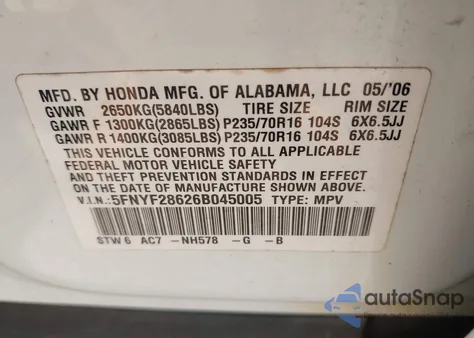 MFD. BY HONDA MFG. OF ALABAMA, LLC 05/'06
GVWR 2650KG(5840LBS) TIRE SIZE RIM SIZE
GAWR F 1300KG(2865LBS) P235/70R16 104S 6X6.5JJ
GAWR R 1400KG(3085LBS) P235/70R16 104S 6X6.5JJ
THIS VEHICLE CONFORMS TO ALL APPLICABLE
FEDERAL MOTOR VEHICLE SAFETY
AND THEFT PREVENTION STANDARDS IN EFFECT
ON THE DATE OF MANUFACTURE SHOWN ABOVE.
V.I.N.: 5FNYF28626B045005 TYPE: MPV
STW 6 AC7 -NH578 -G -B
autoSnap